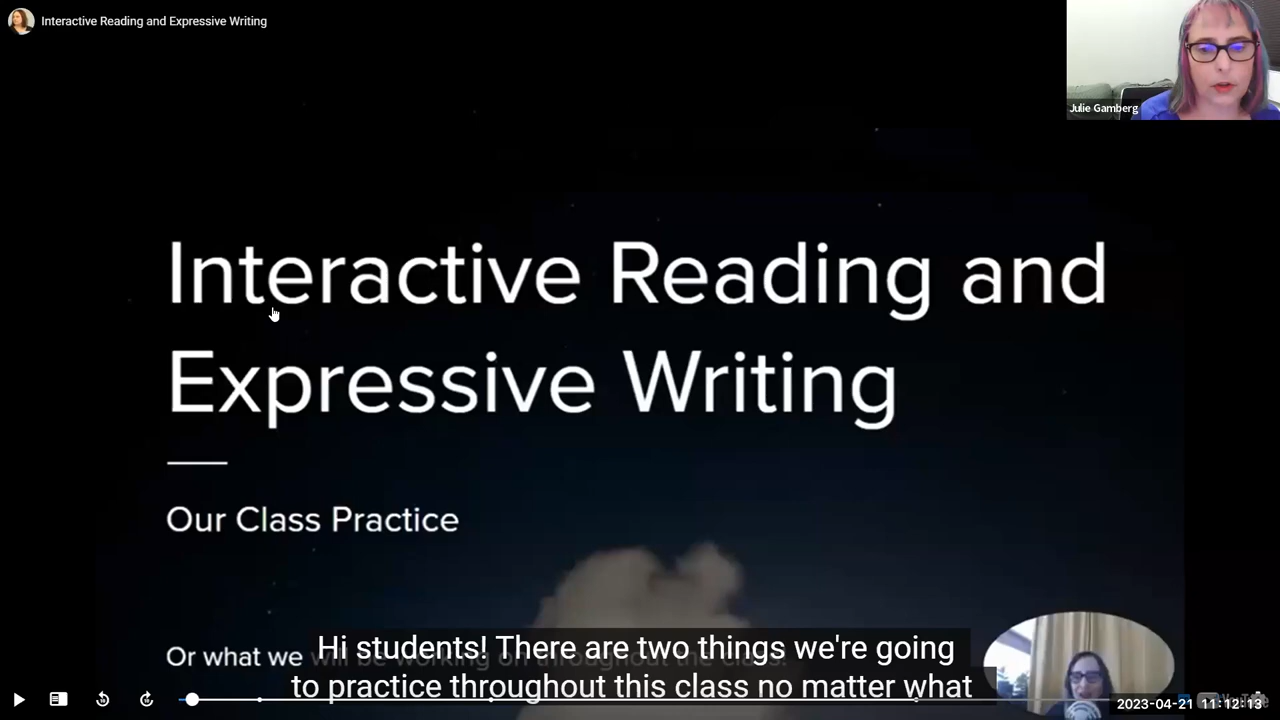 Interactive Reading and Expressive Writing
Julie Gamberg
Interactive Reading and
Expressive Writing
Our Class Practice
Or what we will be working on throughout the class.
Hi students! There are two things we're going
to practice throughout this class no matter what
2023-04-21 11:12:13